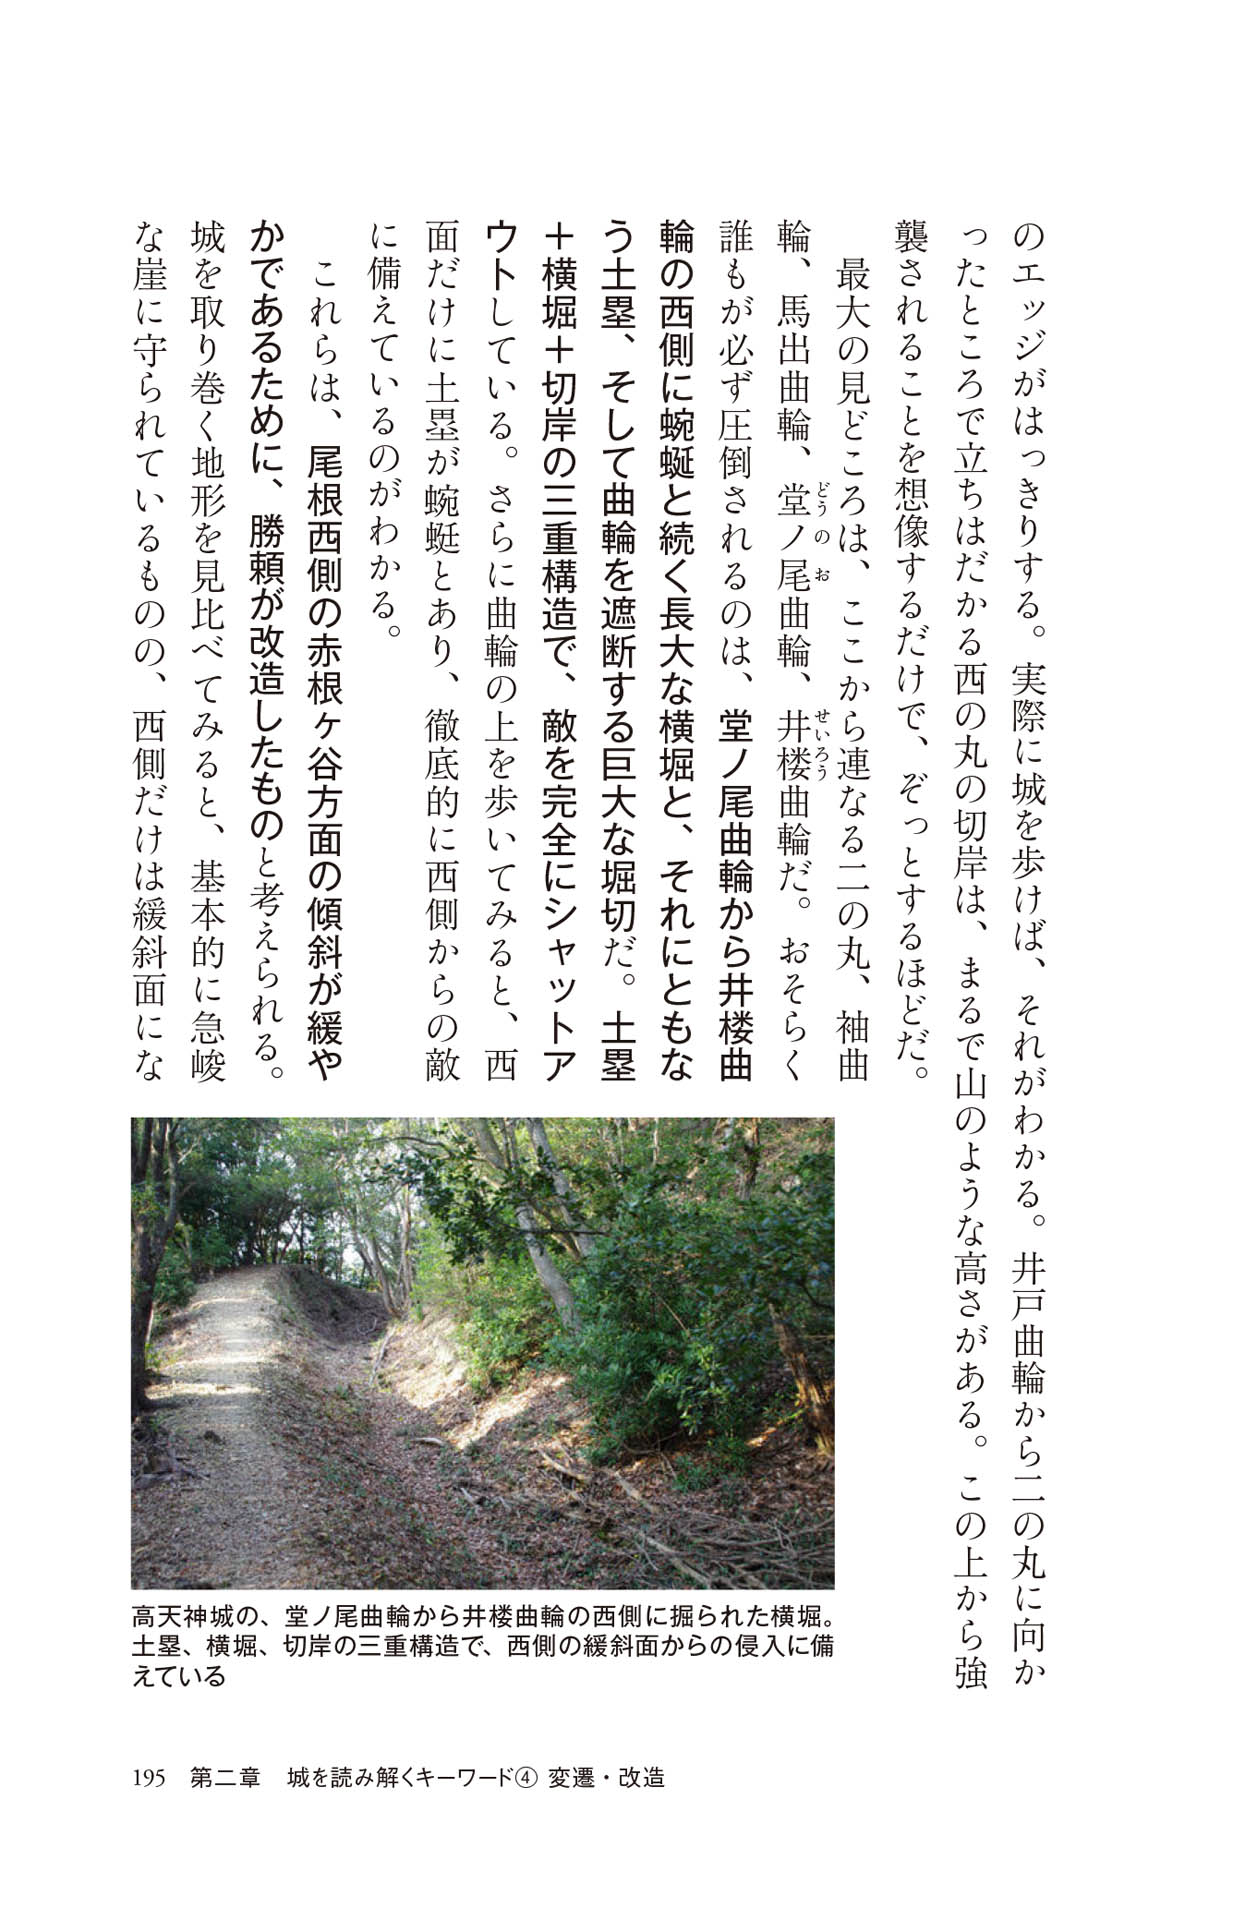 のエッジがはっきりする。実際に城を歩けば、それがわかる。井戸曲輪から二の丸に向か
ったところで立ちはだかる西の丸の切岸は、まるで山のような高さがある。この上から強
襲されることを想像するだけで、ぞっとするほどだ。
最大の見どころは、ここから連なる二の丸、袖曲
輪、馬出曲輪、堂ノ尾曲輪、井楼曲輪だ。おそらく
どうのお
せいろう
誰もが必ず圧倒されるのは、堂ノ尾曲輪から井楼曲
輪の西側に蜿蜒と続く長大な横堀と、それにともな
う土塁、そして曲輪を遮断する巨大な堀切だ。土塁
＋横堀＋切岸の三重構造で、敵を完全にシャットア
ウトしている。さらに曲輪の上を歩いてみると、西
面だけに土塁が蜿蜒とあり、徹底的に西側からの敵
に備えているのがわかる。
これらは、尾根西側の赤根ヶ谷方面の傾斜が緩や
かであるために、勝頼が改造したものと考えられる。
城を取り巻く地形を見比べてみると、基本的に急峻
な崖に守られているものの、西側だけは緩斜面にな
高天神城の、堂ノ尾曲輪から井楼曲輪の西側に掘られた横堀。
土塁、横堀、切岸の三重構造で、西側の緩斜面からの侵入に備
えている
195 第二章 城を読み解くキーワード④ 変遷・改造